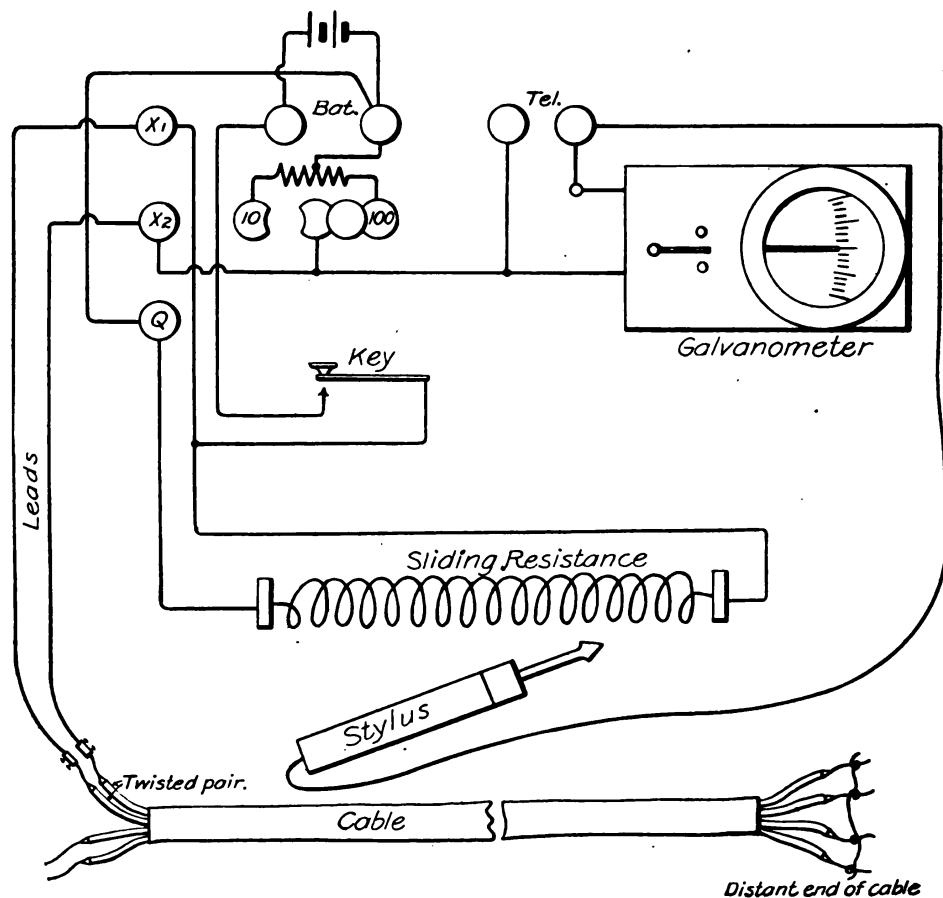 Bat.
Tel.
X1
X2
10
100
Q
Galvanometer
Key
Leads
Sliding Resistance
Stylus
Twisted pair.
Cable
Distant end of cable